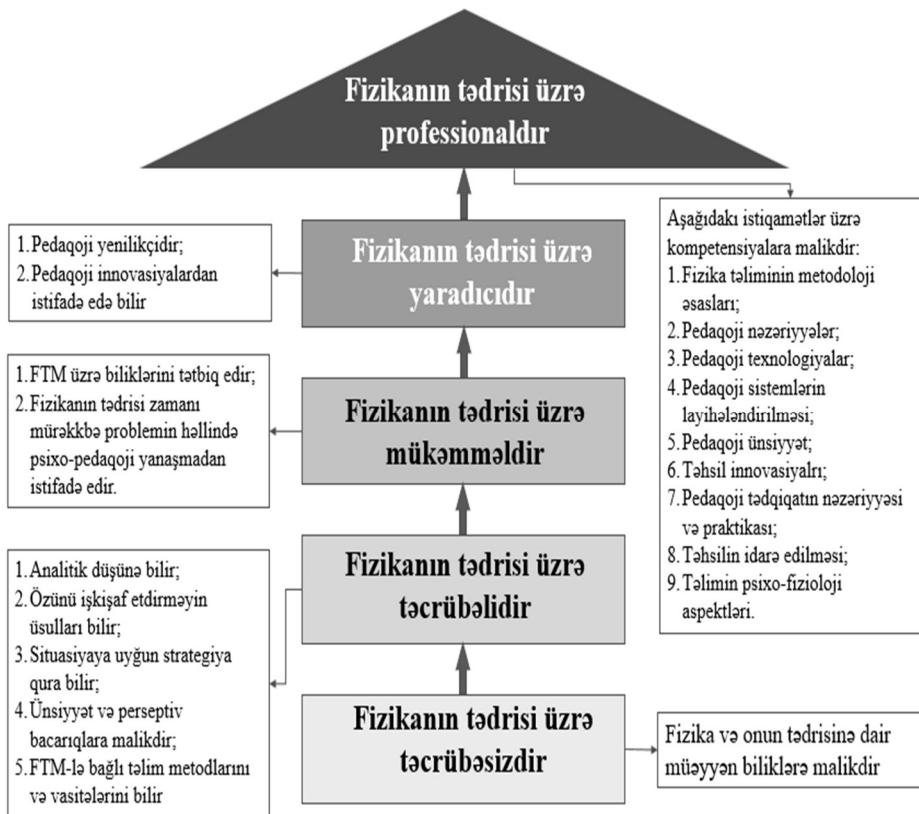 Fizikanın tədrisi üzrə
professionaldır
Fizikanın tədrisi üzrə
yaradıcıdır
1. Pedaqoji yenilikçidir;
2. Pedaqoji innovasiyalardan
istifadə edə bilir
Aşağıdakı istiqamətlər üzrə
kompetensiyalara malikdir:
1. Fizika təliminin metodoloji
əsasları;
2. Pedaqoji nəzəriyyələr;
3. Pedaqoji texnologiyalar;
4. Pedaqoji sistemlərin
layihələndirilməsi;
5. Pedaqoji ünsiyyət;
6. Təhsil innovasiyalrı;
7. Pedaqoji tədqiqatın nəzəriyyəsi
və praktikası;
8. Təhsilin idarə edilməsi;
9. Təlimin psixo-fizioloji
aspektləri.
Fizikanın tədrisi üzrə
mükəmməldir
1. FTM üzrə biliklərini tətbiq edir;
2. Fizikanın tədrisi zamanı
mürəkkbə problemin həllində
psixo-pedaqoji yanaşmadan
istifadə edir.
Fizikanın tədrisi üzrə
təcrübəlidir
1. Analitik düşünə bilir;
2. Özünü işkişaf etdirməyin
üsulları bilir;
3. Situasiyaya uyğun strategiya
qura bilir;
4. Ünsiyyət və perseptiv
bacarıqlara malikdir;
5. FTM-lə bağlı təlim metodlarını
və vasitələrini bilir
Fizikanın tədrisi üzrə
təcrübəsizdir
Fizika və onun tədrisinə dair
müəyyən biliklərə malikdir